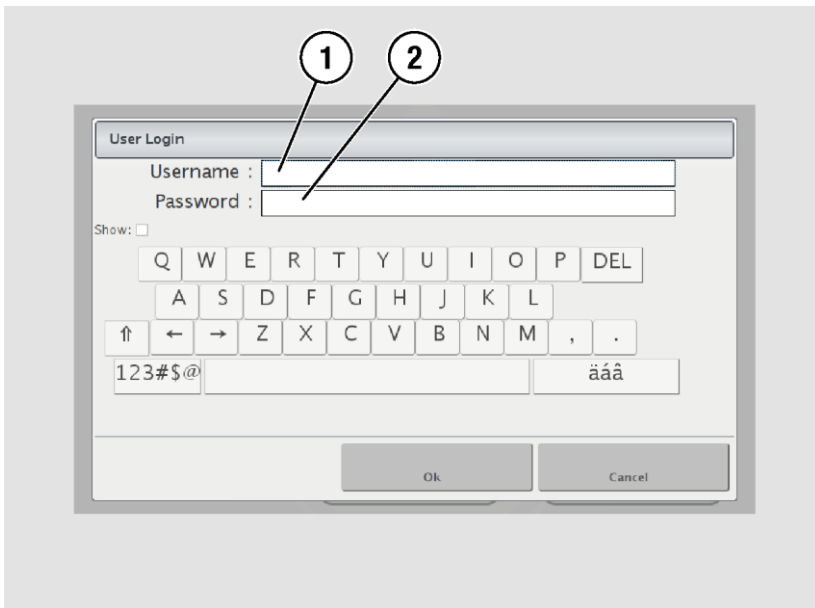 1 2
User Login
Username :
Password :
Show:
Q W E R T Y U I O P DEL
A S D F G H J K L
⇑ ← → Z X C V B N M , .
123#$@ äáâ
Ok Cancel